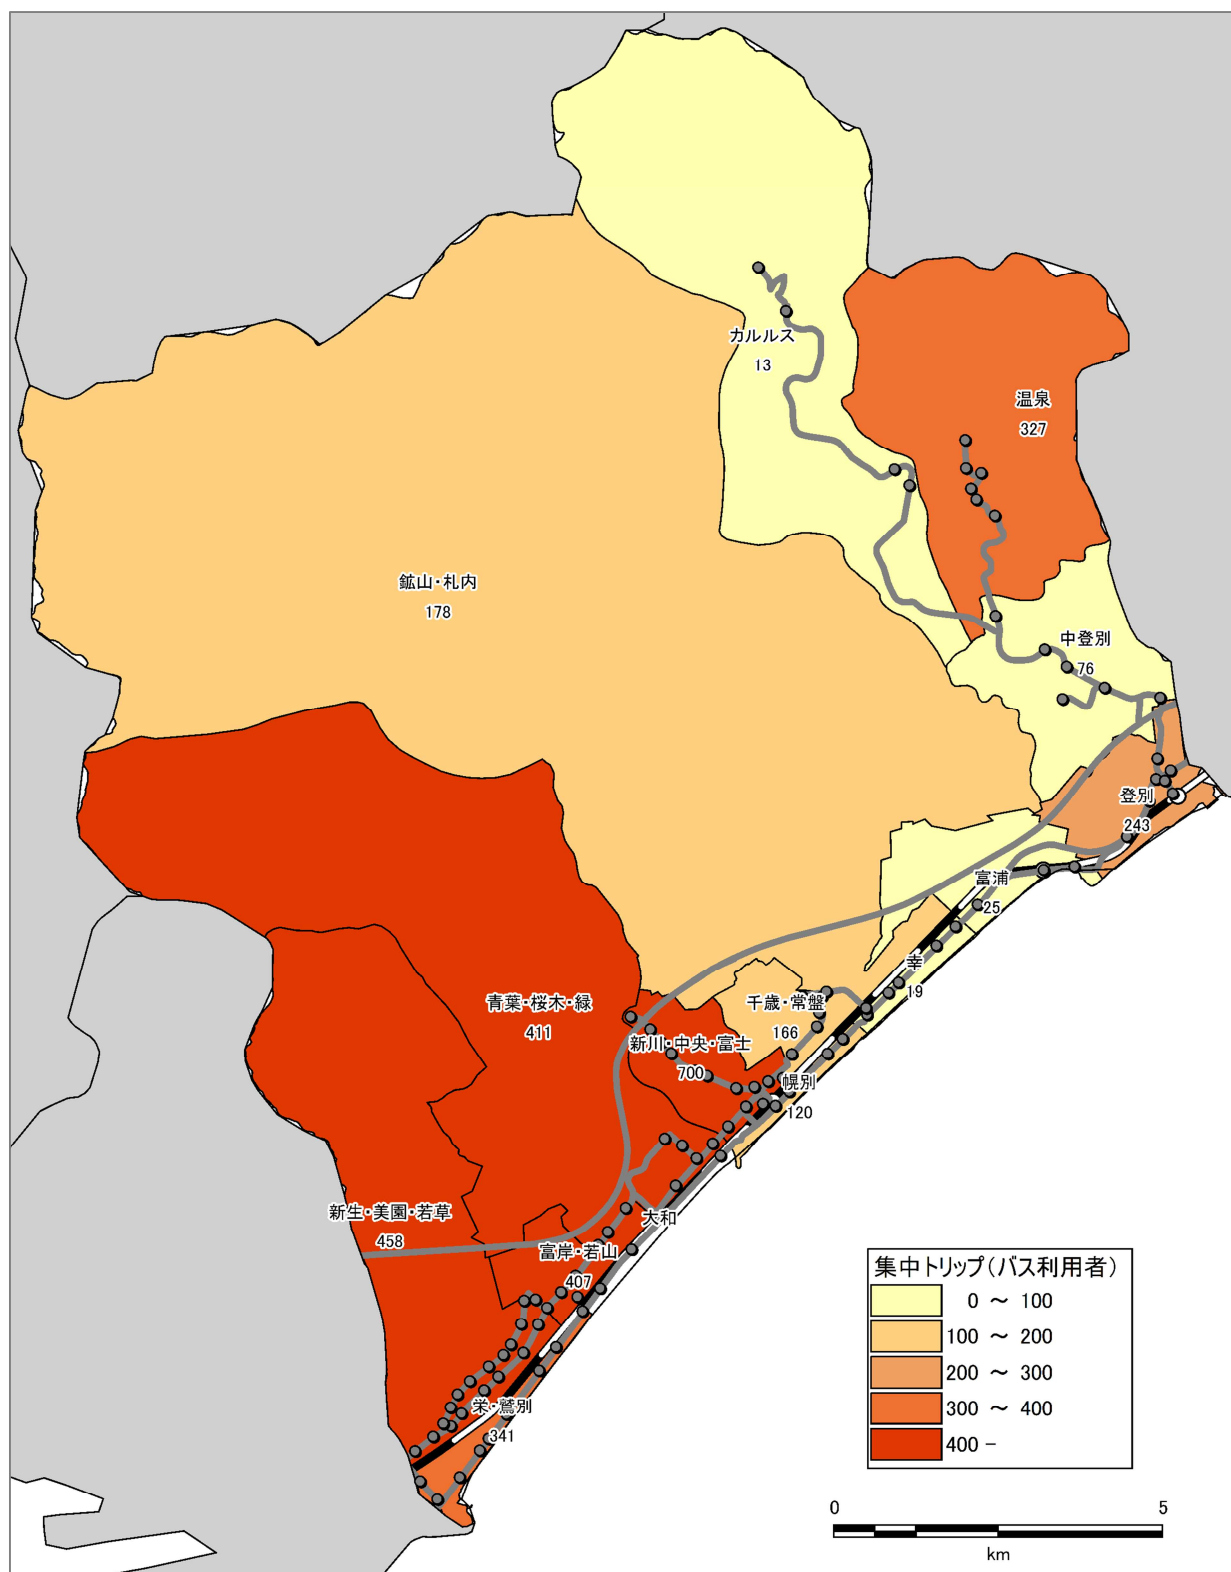 カルルス
13
温泉
327
鉱山・札内
178
中登別
76
登別
243
富浦
25
幸
19
千歳・常盤
166
青葉・桜木・緑
411
新川・中央・富士
700
幌別
120
大和
新生・美園・若草
458
富岸・若山
407
栄・鷲別
341
集中トリップ(バス利用者)
0 ～ 100
100 ～ 200
200 ～ 300
300 ～ 400
400 －
0 5
km